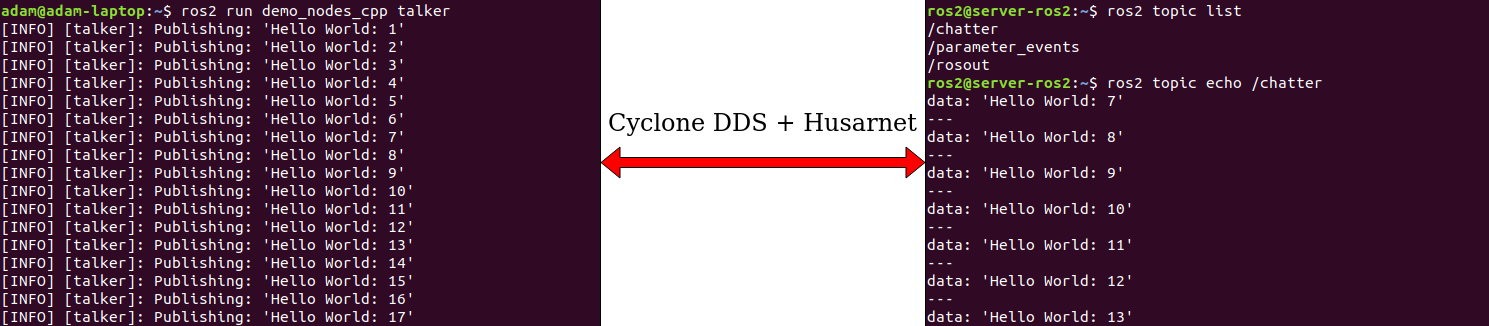 adam@adam-laptop:~$ ros2 run demo_nodes_cpp talker
[INFO] [talker]: Publishing: 'Hello World: 1'
[INFO] [talker]: Publishing: 'Hello World: 2'
[INFO] [talker]: Publishing: 'Hello World: 3'
[INFO] [talker]: Publishing: 'Hello World: 4'
[INFO] [talker]: Publishing: 'Hello World: 5'
[INFO] [talker]: Publishing: 'Hello World: 6'
[INFO] [talker]: Publishing: 'Hello World: 7'
[INFO] [talker]: Publishing: 'Hello World: 8'
[INFO] [talker]: Publishing: 'Hello World: 9'
[INFO] [talker]: Publishing: 'Hello World: 10'
[INFO] [talker]: Publishing: 'Hello World: 11'
[INFO] [talker]: Publishing: 'Hello World: 12'
[INFO] [talker]: Publishing: 'Hello World: 13'
[INFO] [talker]: Publishing: 'Hello World: 14'
[INFO] [talker]: Publishing: 'Hello World: 15'
[INFO] [talker]: Publishing: 'Hello World: 16'
[INFO] [talker]: Publishing: 'Hello World: 17'
Cyclone DDS + Husarnet
ros2@server-ros2:~$ ros2 topic list
/chatter
/parameter_events
/rosout
ros2@server-ros2:~$ ros2 topic echo /chatter
data: 'Hello World: 7'
---
data: 'Hello World: 8'
---
data: 'Hello World: 9'
---
data: 'Hello World: 10'
---
data: 'Hello World: 11'
---
data: 'Hello World: 12'
---
data: 'Hello World: 13'